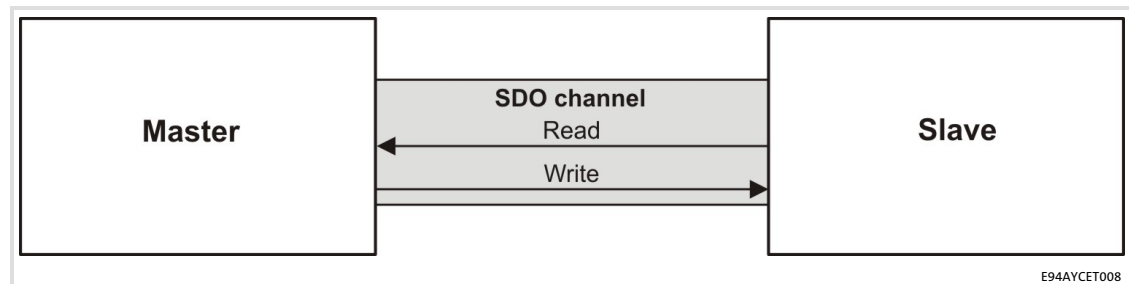 SDO channel
Master
Read
Slave
Write
E94AYCET008